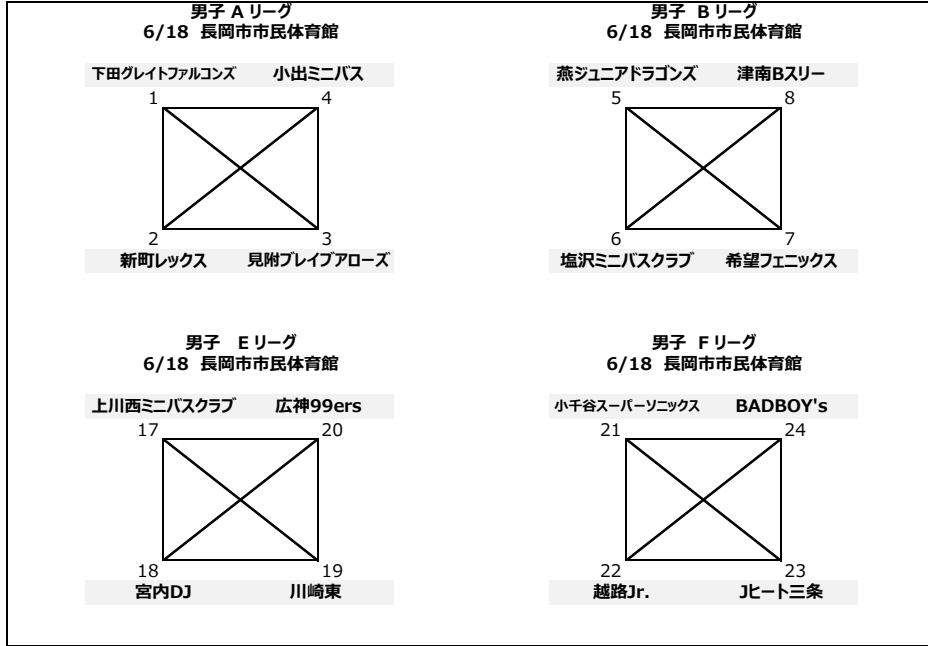 男子 A リーグ
6/18 長岡市市民体育館
下田グレイトファルコンズ 小出ミニバス
1 4
2 3
新町レックス 見附ブレイブアローズ
男子 B リーグ
6/18 長岡市市民体育館
燕ジュニアドラゴンズ 津南Bスリー
5 8
6 7
塩沢ミニバスクラブ 希望フェニックス
男子 E リーグ
6/18 長岡市市民体育館
上川西ミニバスクラブ 広神99ers
17 20
18 19
宮内DJ 川崎東
男子 F リーグ
6/18 長岡市市民体育館
小千谷スーパーソニックス BADBOY's
21 24
22 23
越路Jr. Jヒート三条